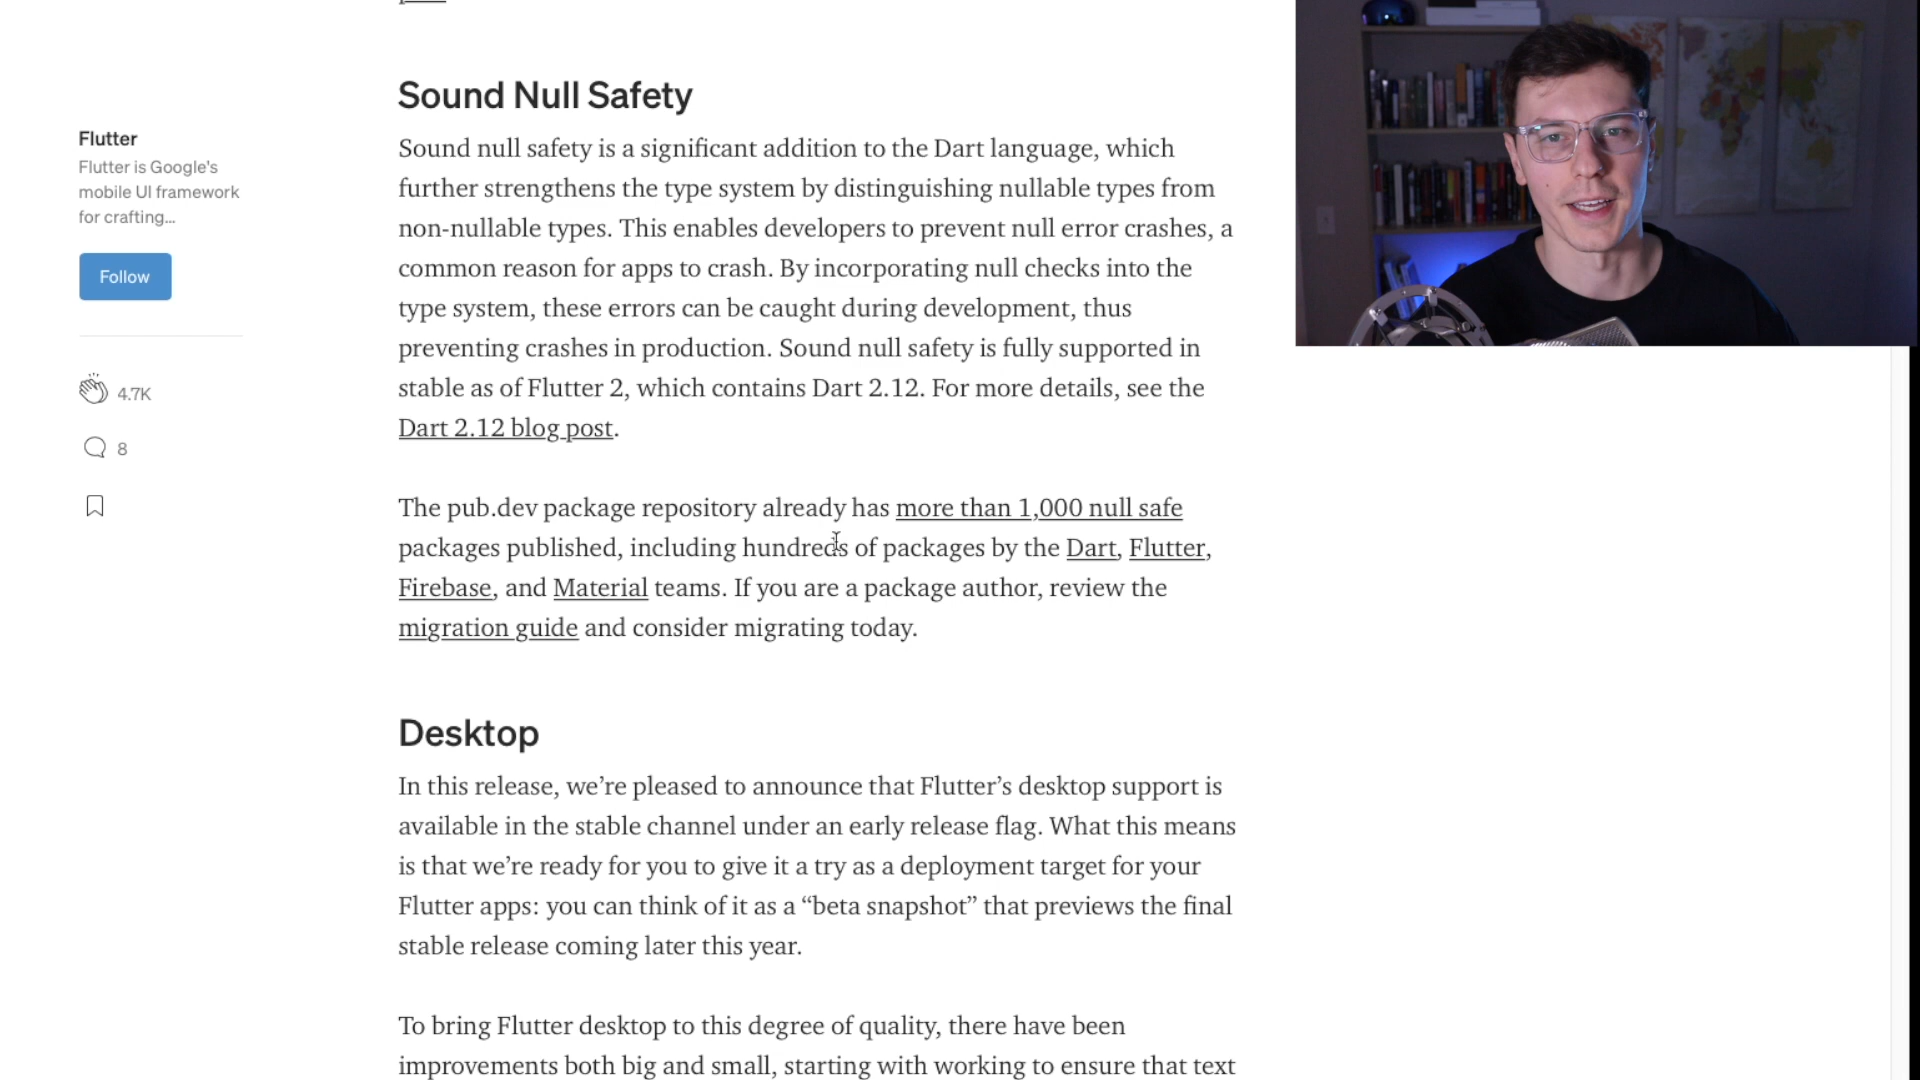 Sound Null Safety
Flutter
Flutter is Google's
mobile UI framework
for crafting...
Follow
4.7K
8
Sound null safety is a significant addition to the Dart language, which
further strengthens the type system by distinguishing nullable types from
non-nullable types. This enables developers to prevent null error crashes, a
common reason for apps to crash. By incorporating null checks into the
type system, these errors can be caught during development, thus
preventing crashes in production. Sound null safety is fully supported in
stable as of Flutter 2, which contains Dart 2.12. For more details, see the
Dart 2.12 blog post.
The pub.dev package repository already has more than 1,000 null safe
packages published, including hundreds of packages by the Dart, Flutter,
Firebase, and Material teams. If you are a package author, review the
migration guide and consider migrating today.
Desktop
In this release, we’re pleased to announce that Flutter’s desktop support is
available in the stable channel under an early release flag. What this means
is that we’re ready for you to give it a try as a deployment target for your
Flutter apps: you can think of it as a “beta snapshot” that previews the final
stable release coming later this year.
To bring Flutter desktop to this degree of quality, there have been
improvements both big and small, starting with working to ensure that text